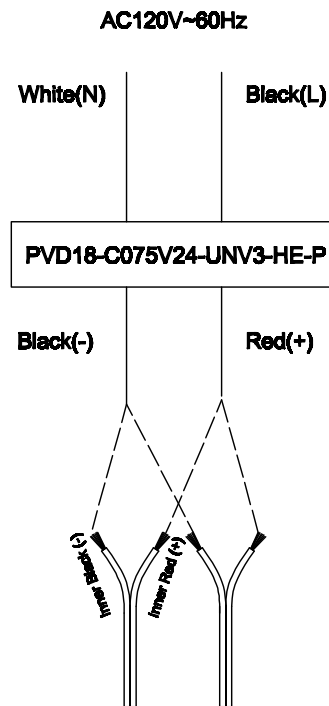 AC120V~60Hz
White(N)
Black(L)
PVD18-C075V24-UNV3-HE-P
Black(-)
Red(+)
Inner Black (-)
Inner Red (+)